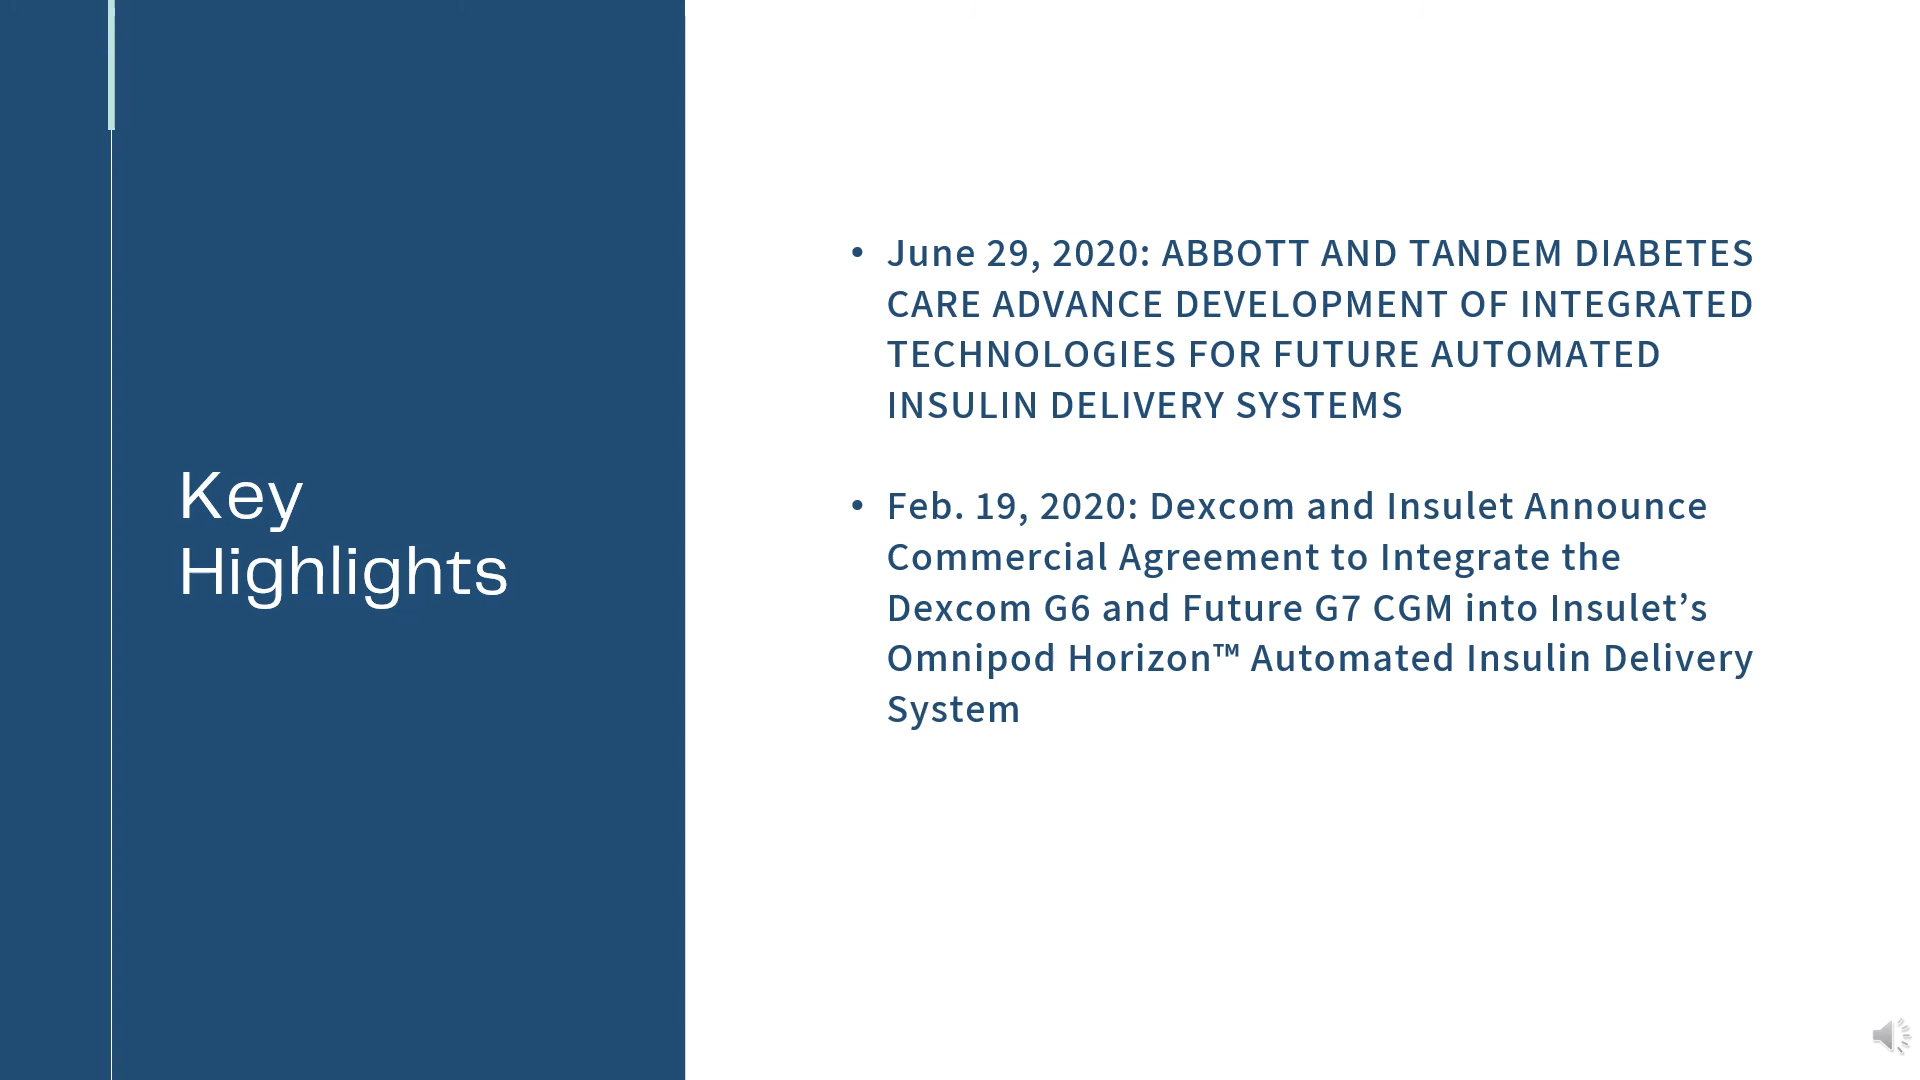 Key
Highlights
• June 29, 2020: ABBOTT AND TANDEM DIABETES
CARE ADVANCE DEVELOPMENT OF INTEGRATED
TECHNOLOGIES FOR FUTURE AUTOMATED
INSULIN DELIVERY SYSTEMS
• Feb. 19, 2020: Dexcom and Insulet Announce
Commercial Agreement to Integrate the
Dexcom G6 and Future G7 CGM into Insulet’s
Omnipod Horizon™ Automated Insulin Delivery
System